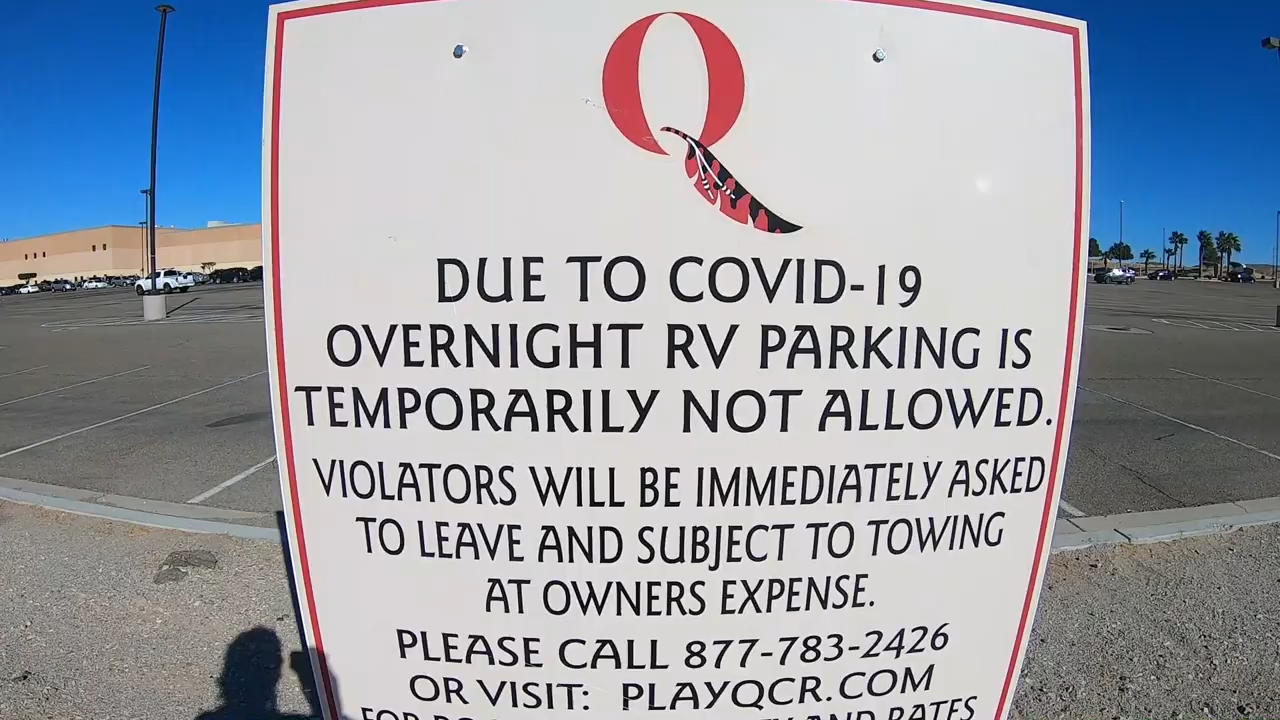 Q
DUE TO COVID-19
OVERNIGHT RV PARKING IS
TEMPORARILY NOT ALLOWED.
VIOLATORS WILL BE IMMEDIATELY ASKED
TO LEAVE AND SUBJECT TO TOWING
AT OWNERS EXPENSE.
PLEASE CALL 877-783-2426
OR VISIT: PLAYQCR.COM
FOR AND RATES